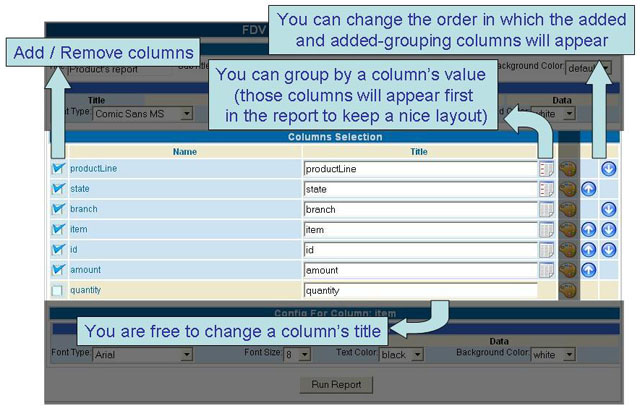 You can change the order in which the added
and added-grouping columns will appear
FDV
Add / Remove columns
Product's report
Background Color:
default
You can group by a column's value
(those columns will appear first
in the report to keep a nice layout)
Title
Data
Type:
Comic Sans MS
white
Columns Selection
Name
Title
productLine
productLine
state
state
branch
branch
item
item
id
id
amount
amount
quantity
quantity
Config For Column: item
You are free to change a column's title
Data
Font Type: Arial
Font Size: 8
Text Color: black
Background Color: white
Run Report